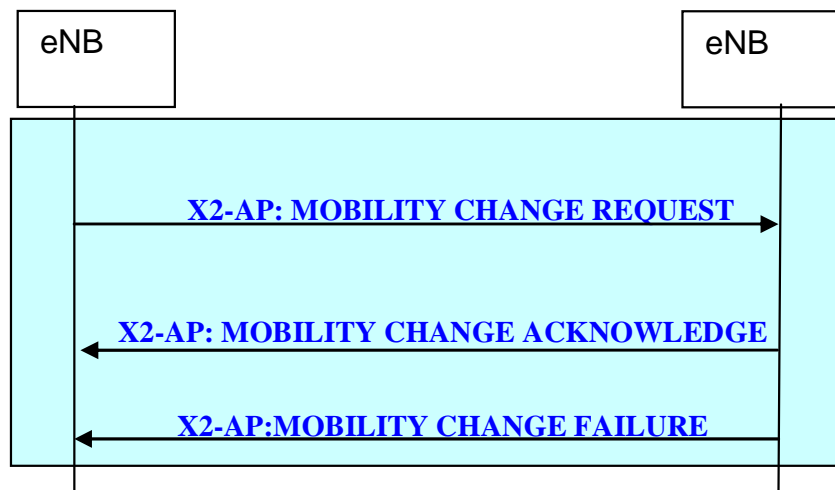 eNB
eNB
X2-AP: MOBILITY CHANGE REQUEST
X2-AP: MOBILITY CHANGE ACKNOWLEDGE
X2-AP:MOBILITY CHANGE FAILURE